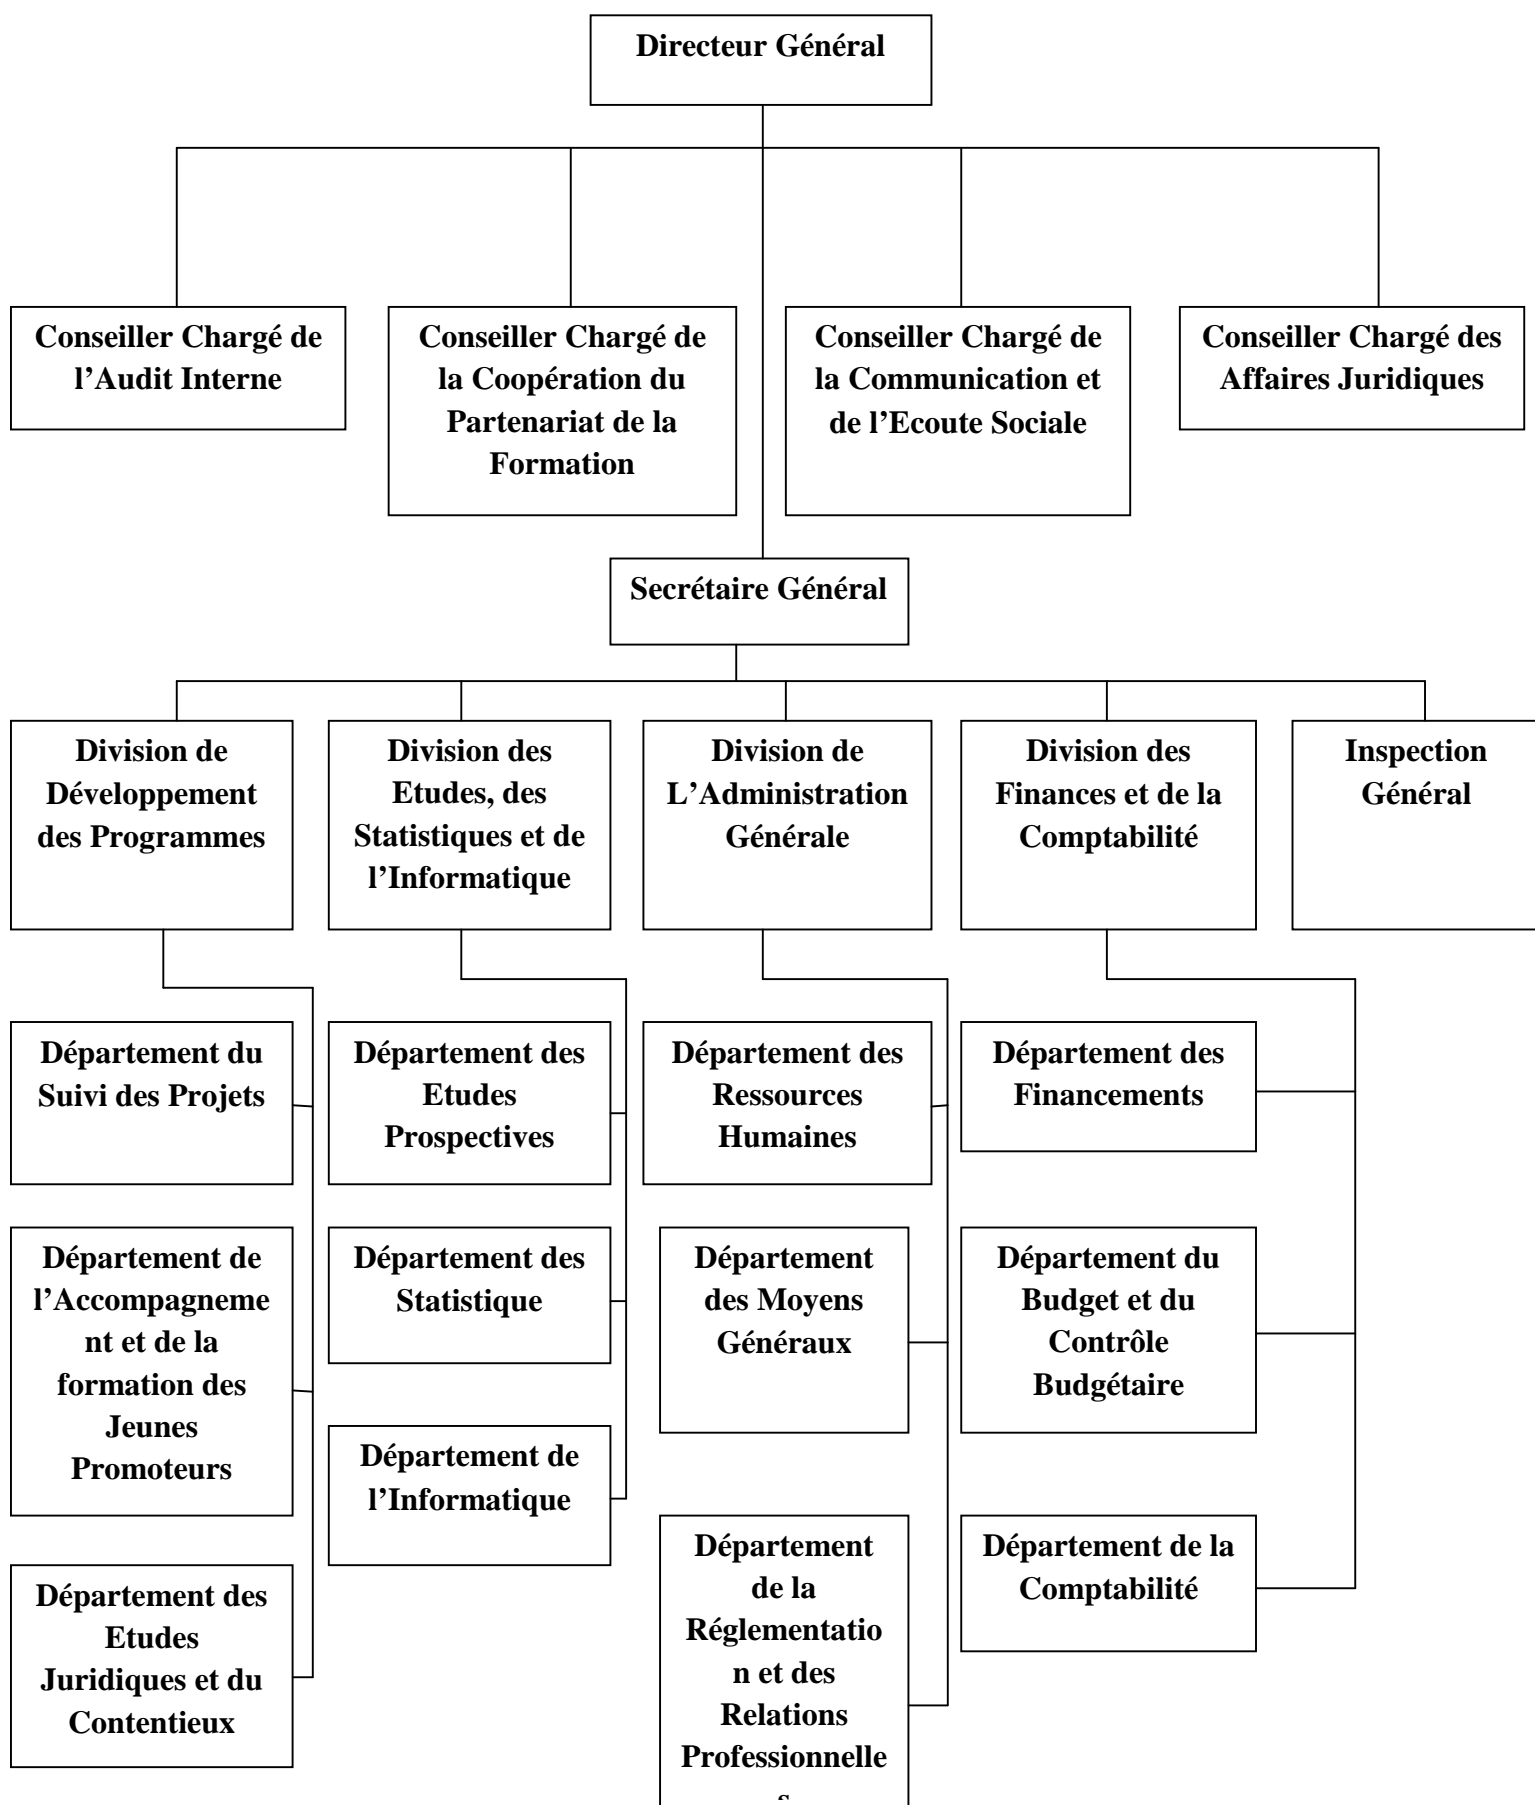 Directeur Général
Conseiller Chargé de
l’Audit Interne
Conseiller Chargé de
la Coopération du
Partenariat de la
Formation
Conseiller Chargé de
la Communication et
de l’Ecoute Sociale
Conseiller Chargé des
Affaires Juridiques
Secrétaire Général
Division de
Développement
des Programmes
Division des
Etudes, des
Statistiques et de
l’Informatique
Division de
L’Administration
Générale
Division des
Finances et de la
Comptabilité
Inspection
Général
Département du
Suivi des Projets
Département des
Etudes
Prospectives
Département des
Ressources
Humaines
Département des
Financements
Département de
l’Accompagneme
nt et de la
formation des
Jeunes
Promoteurs
Département des
Statistique
Département
des Moyens
Généraux
Département du
Budget et du
Contrôle
Budgétaire
Département de
l’Informatique
Département
de la
Réglementatio
n et des
Relations
Professionnelle
s
Département de la
Comptabilité
Département des
Etudes
Juridiques et du
Contentieux